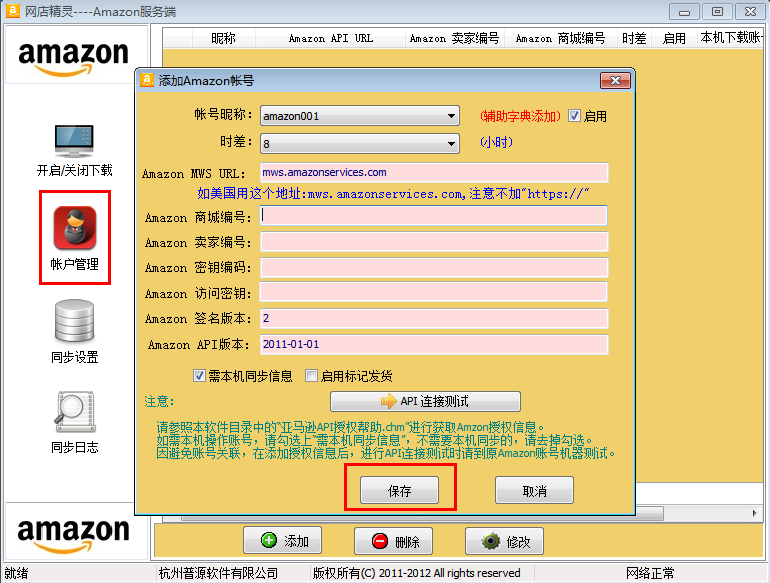 网店精灵----Amazon服务端
amazon
昵称 Amazon API URL Amazon 卖家编号 Amazon 商城编号 时差 启用 本机下载账
开启/关闭下载
帐户管理
同步设置
同步日志
amazon
添加Amazon帐号
帐号昵称： amazon001 (辅助字典添加) 启用
时差： 8 (小时)
Amazon MWS URL: mws.amazonservices.com
如美国用这个地址:mws.amazonservices.com,注意不加"https://"
Amazon 商城编号:
Amazon 卖家编号:
Amazon 密钥编码:
Amazon 访问密钥:
Amazon 签名版本: 2
Amazon API版本: 2011-01-01
需本机同步信息 启用标记发货
注意： API 连接测试
请参照本软件目录中的"亚马逊API授权帮助.chm"进行获取Amzon授权信息。
如需本机操作账号，请勾选上"需本机同步信息"，不需要本机同步的，请去掉勾选。
因避免账号关联，在添加授权信息后，进行API连接测试时请到原Amazon账号机器测试。
保存 取消
添加 删除 修改
就绪 杭州普源软件有限公司 版权所有(C) 2011-2012 All rights reserved 网络正常